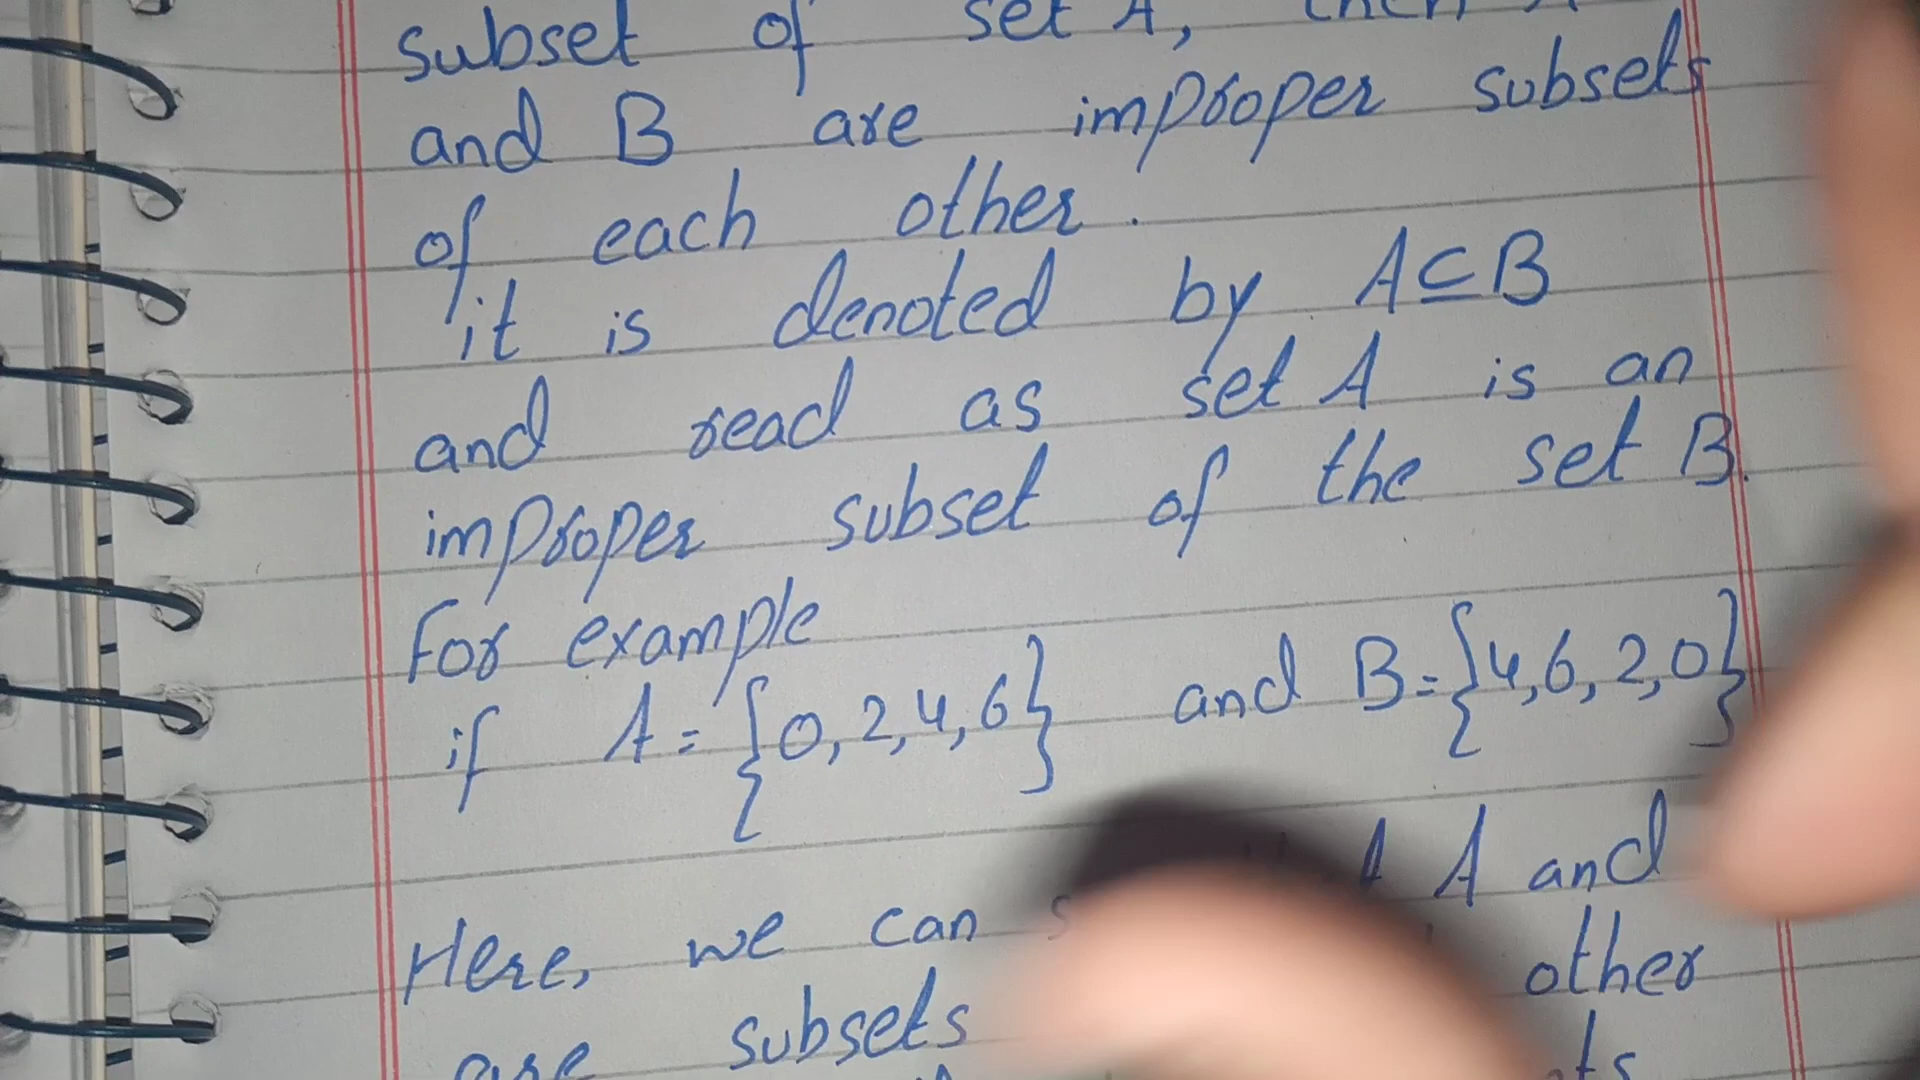 subset of set A, then A
and B are improper subsets
of each other.
it is denoted by A⊆B
and read as set A is an
improper subset of the set B.
For example
if A={0,2,4,6} and B={4,6,2,0}
Here, we can A and
are subsets other